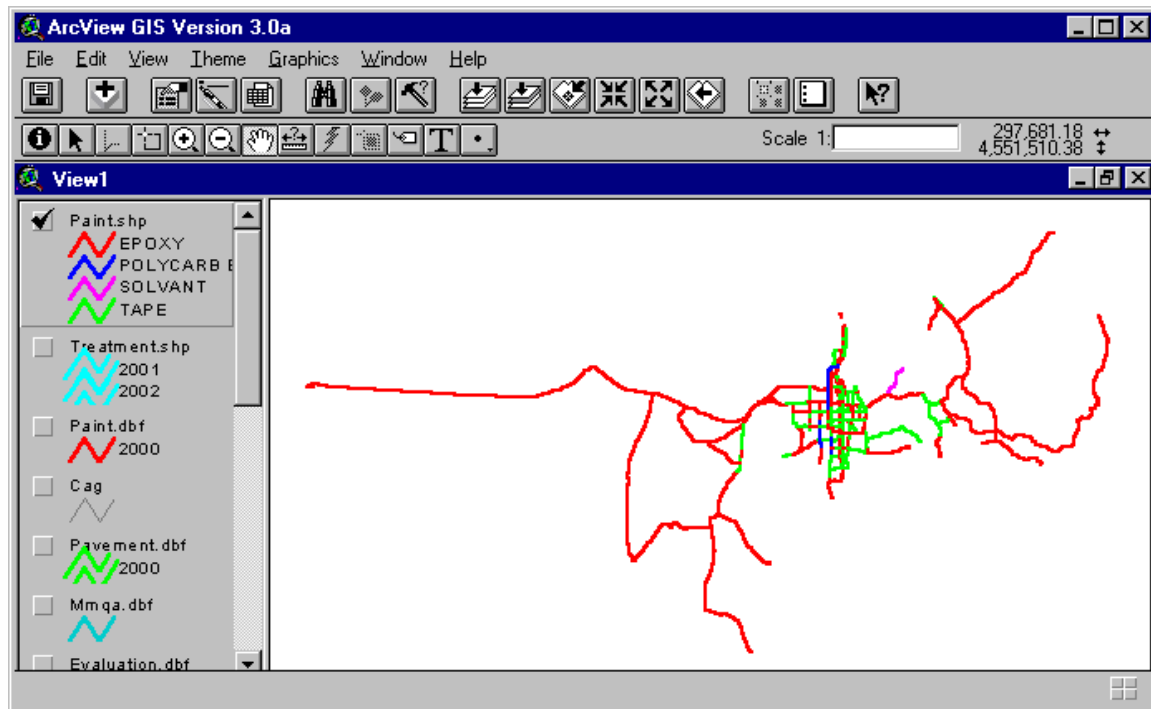 ArcView GIS Version 3.0a
File Edit View Theme Graphics Window Help
Scale 1: 297,681.18
4,551,510.38
View1
Paint.shp
EPOXY
POLYCARB E
SOLVANT
TAPE
Treatment.shp
2001
2002
Paint.dbf
2000
Cag
Pavement.dbf
2000
Mmqa.dbf
Evaluation.dbf